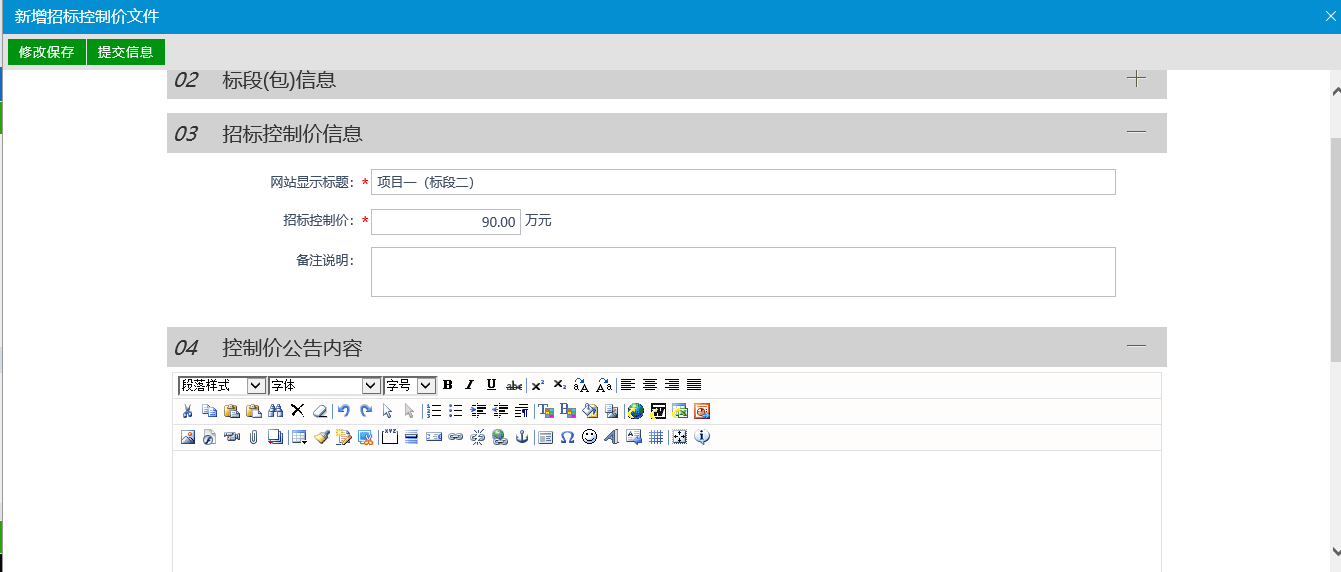 新增招标控制价文件
修改保存 提交信息
02 标段(包)信息
03 招标控制价信息
网站显示标题: * 项目一（标段二）
招标控制价: * 90.00 万元
备注说明:
04 控制价公告内容
段落样式 字体 字号 B I U abc